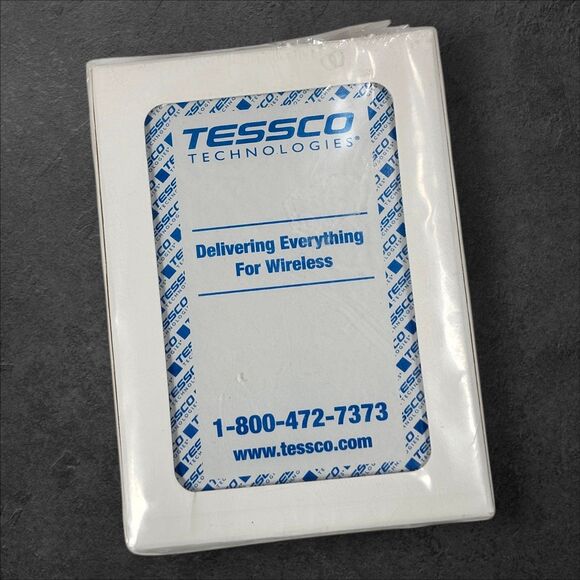 TESSCO
TECHNOLOGIES®
Delivering Everything
For Wireless
1-800-472-7373
www.tessco.com